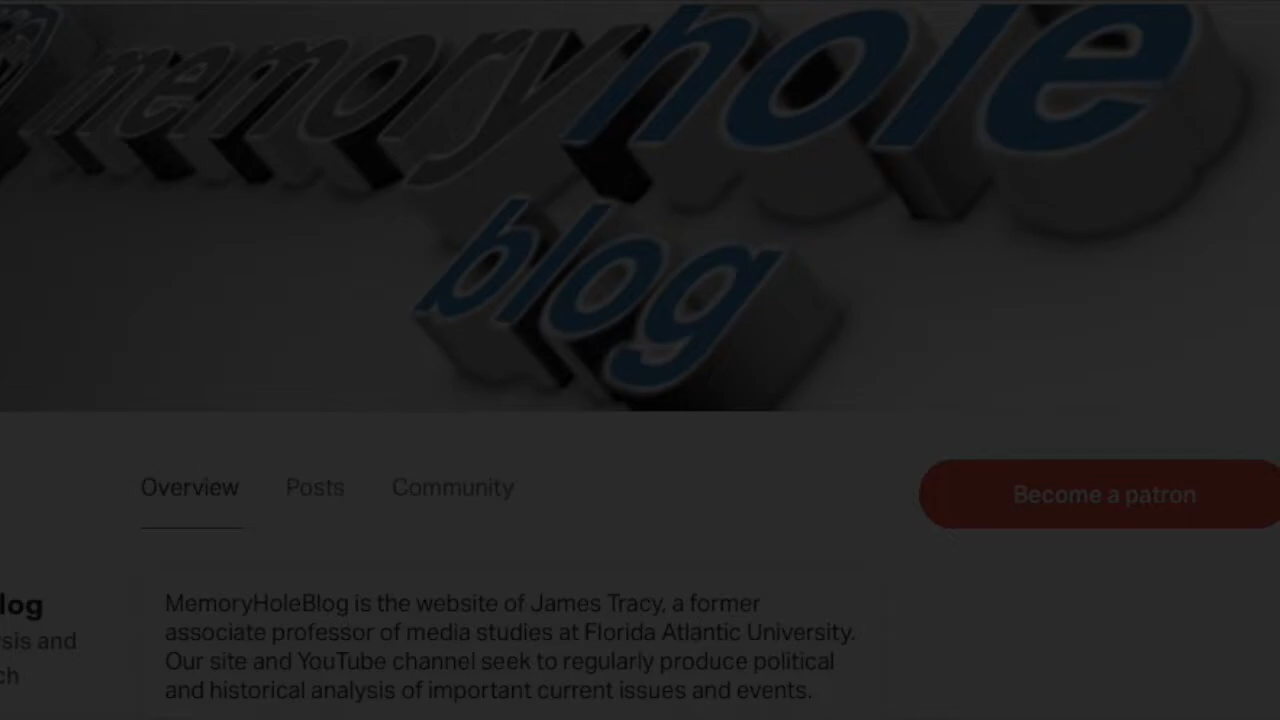 memoryhole
blog
Overview
Posts
Community
Become a patron
log
sis and
ch
MemoryHoleBlog is the website of James Tracy, a former
associate professor of media studies at Florida Atlantic University.
Our site and YouTube channel seek to regularly produce political
and historical analysis of important current issues and events.